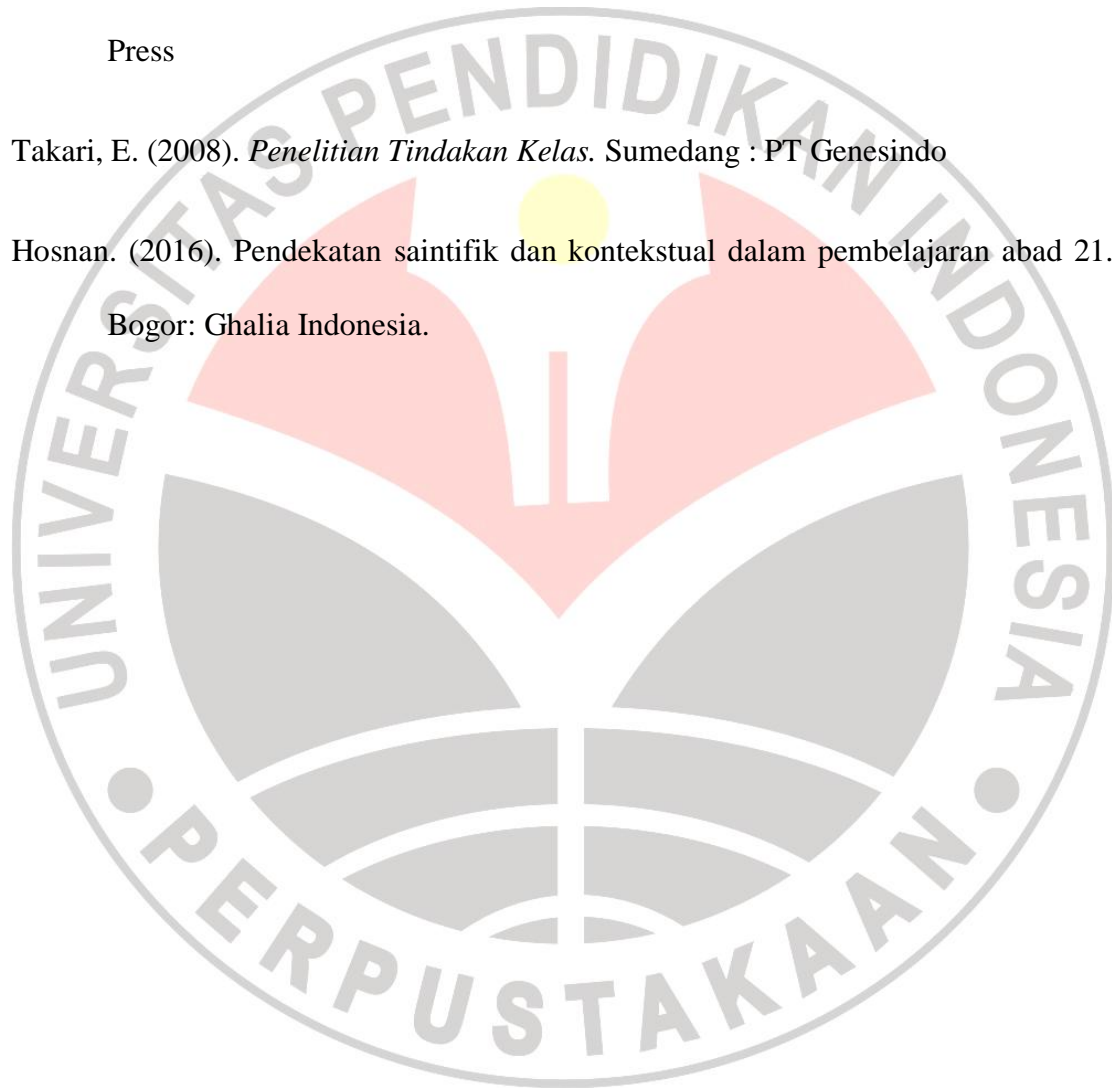 Press
Takari, E. (2008). Penelitian Tindakan Kelas. Sumedang : PT Genesindo
Hosnan. (2016). Pendekatan saintifik dan kontekstual dalam pembelajaran abad 21.
Bogor: Ghalia Indonesia.
UNIVERSITAS PENDIDIKAN INDONESIA
PERPUSTAKAAN